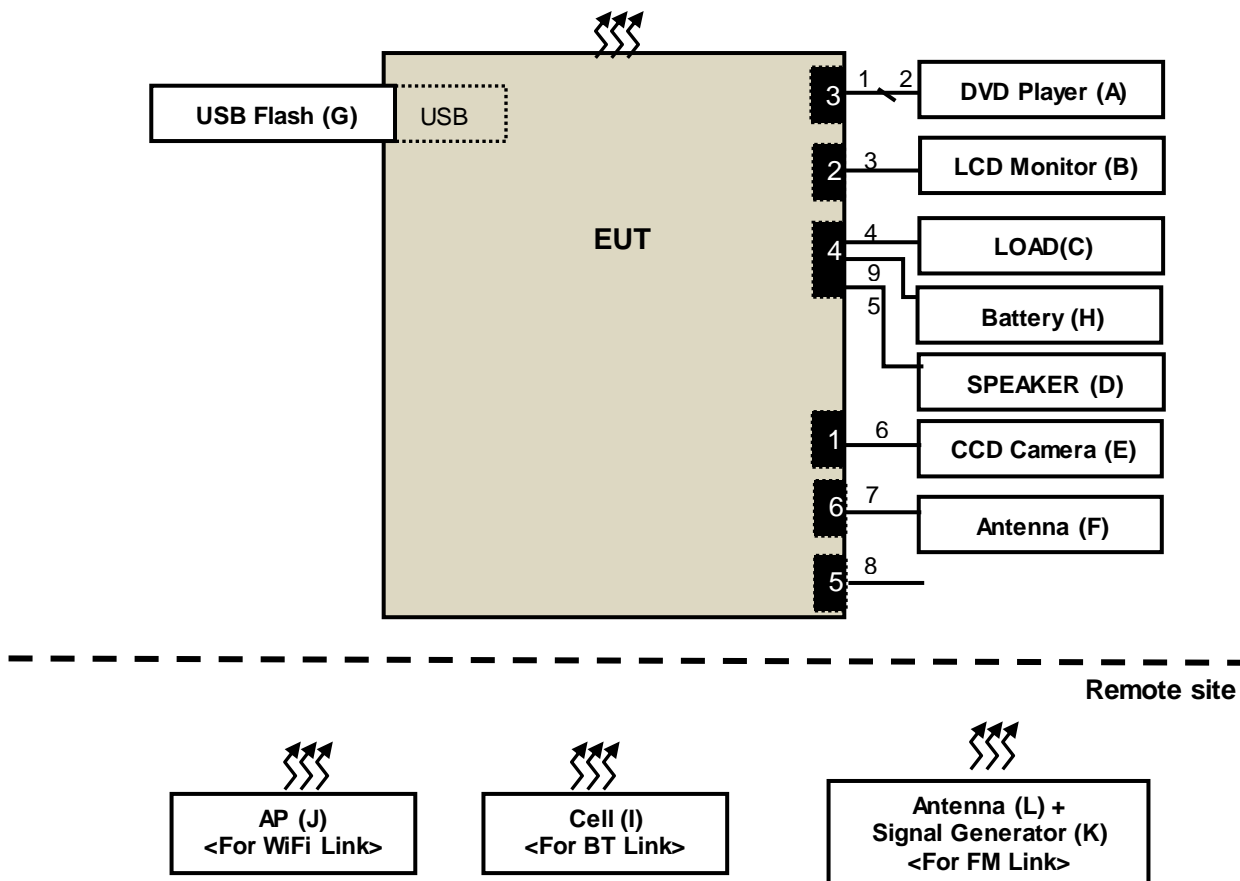 3
1
2
DVD Player (A)
USB Flash (G)
USB
2
3
LCD Monitor (B)
EUT
4
4
LOAD(C)
9
5
Battery (H)
SPEAKER (D)
1
6
CCD Camera (E)
6
7
Antenna (F)
5
8
Remote site
AP (J)
<For WiFi Link>
Cell (I)
<For BT Link>
Antenna (L) +
Signal Generator (K)
<For FM Link>